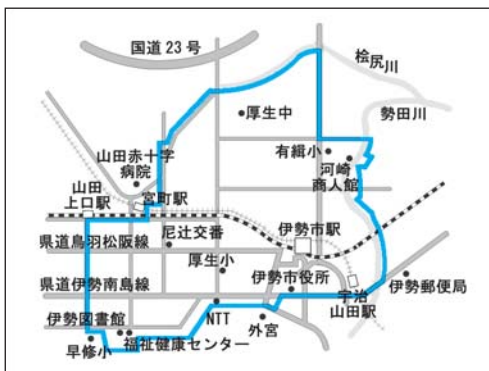 国道23号
桧尻川
厚生中
勢田川
有緝小
山田赤十字
病院
河崎
商人館
山田
上口駅
宮町駅
伊勢市駅
尼辻交番
県道鳥羽松阪線
厚生小
県道伊勢南島線
伊勢市役所
伊勢郵便局
宇治
山田駅
NTT
伊勢図書館
外宮
福祉健康センター
早修小